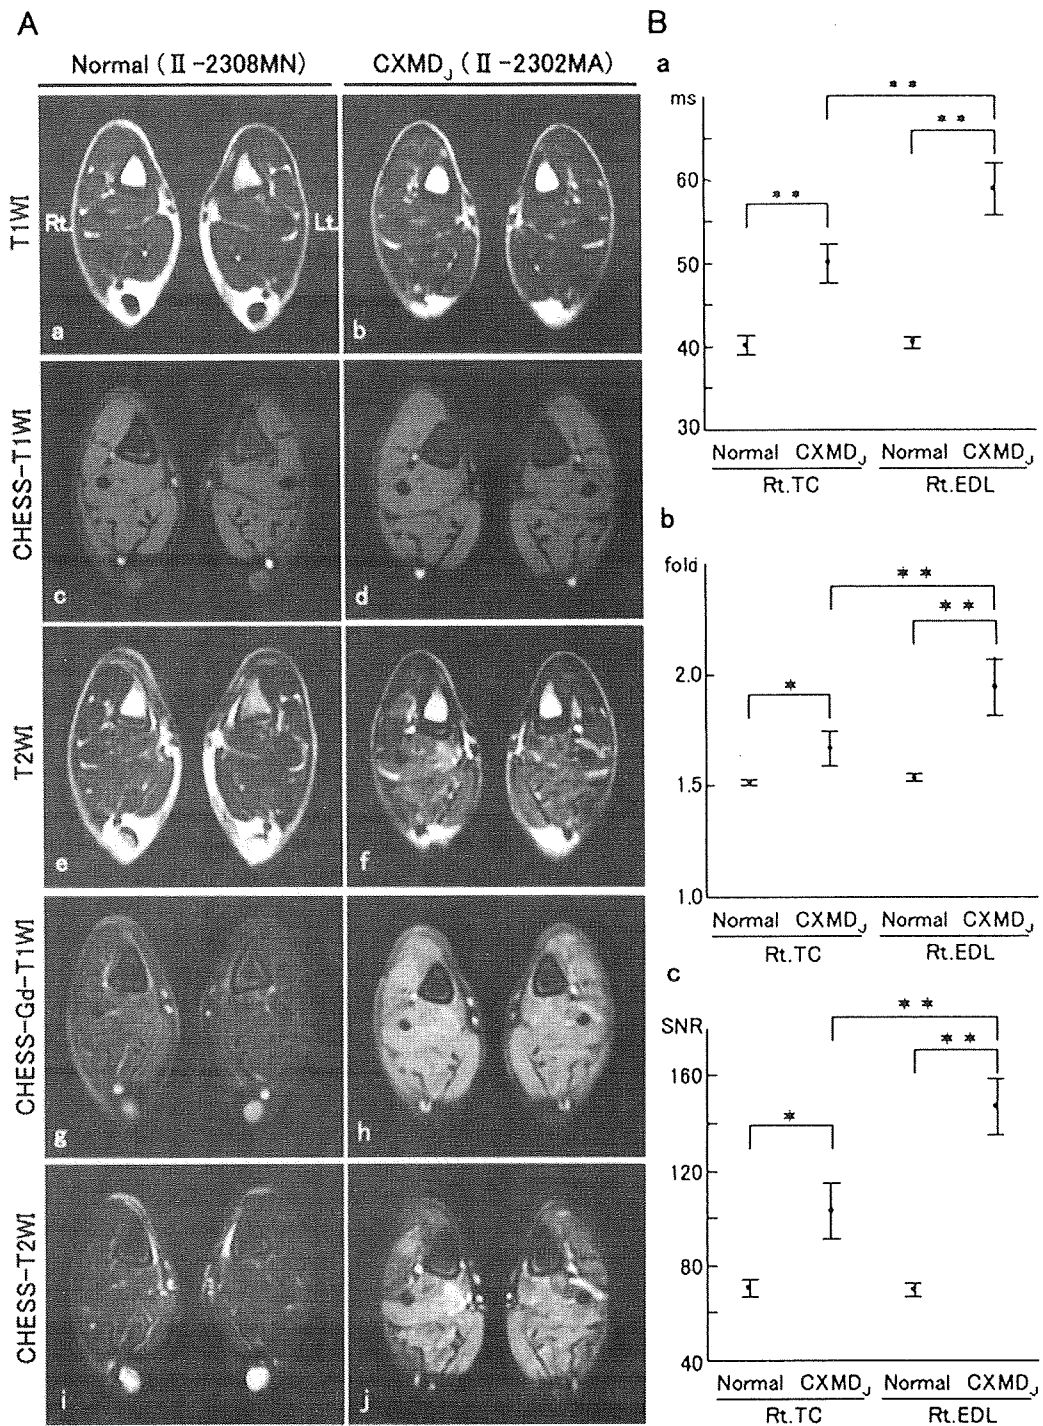 A
Normal (Ⅱ-2308MN)
CXMDJ (Ⅱ-2302MA)
T1WI
Rt.
Lt.
a
b
CHESS-T1WI
c
d
T2WI
e
f
CHESS-Gd-T1WI
g
h
CHESS-T2WI
i
j
B
a
ms
60
50
40
30
** 
**
**
Normal CXMDJ Normal CXMDJ
Rt.TC Rt.EDL
b
fold
2.0
1.5
1.0
**
**
*
Normal CXMDJ Normal CXMDJ
Rt.TC Rt.EDL
c
SNR
160
120
80
40
**
**
*
Normal CXMDJ Normal CXMDJ
Rt.TC Rt.EDL